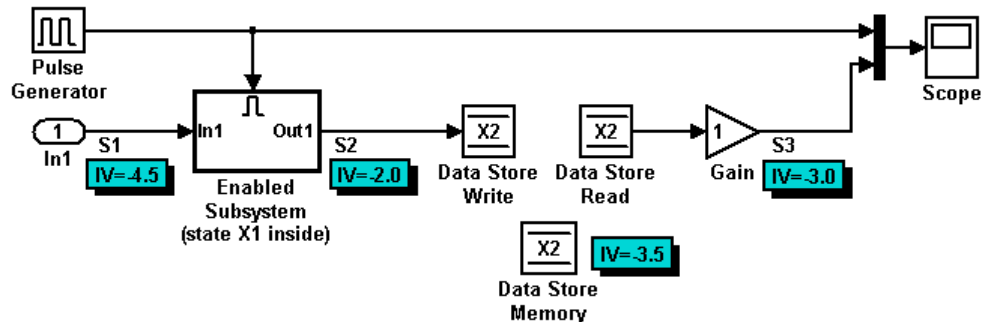 Pulse
Generator
1
In1
S1
IV=-4.5
In1
Out1
Enabled
Subsystem
(state X1 inside)
S2
IV=-2.0
X2
Data Store
Write
X2
Data Store
Read
1
Gain
S3
IV=-3.0
Scope
X2
Data Store
Memory
IV=-3.5